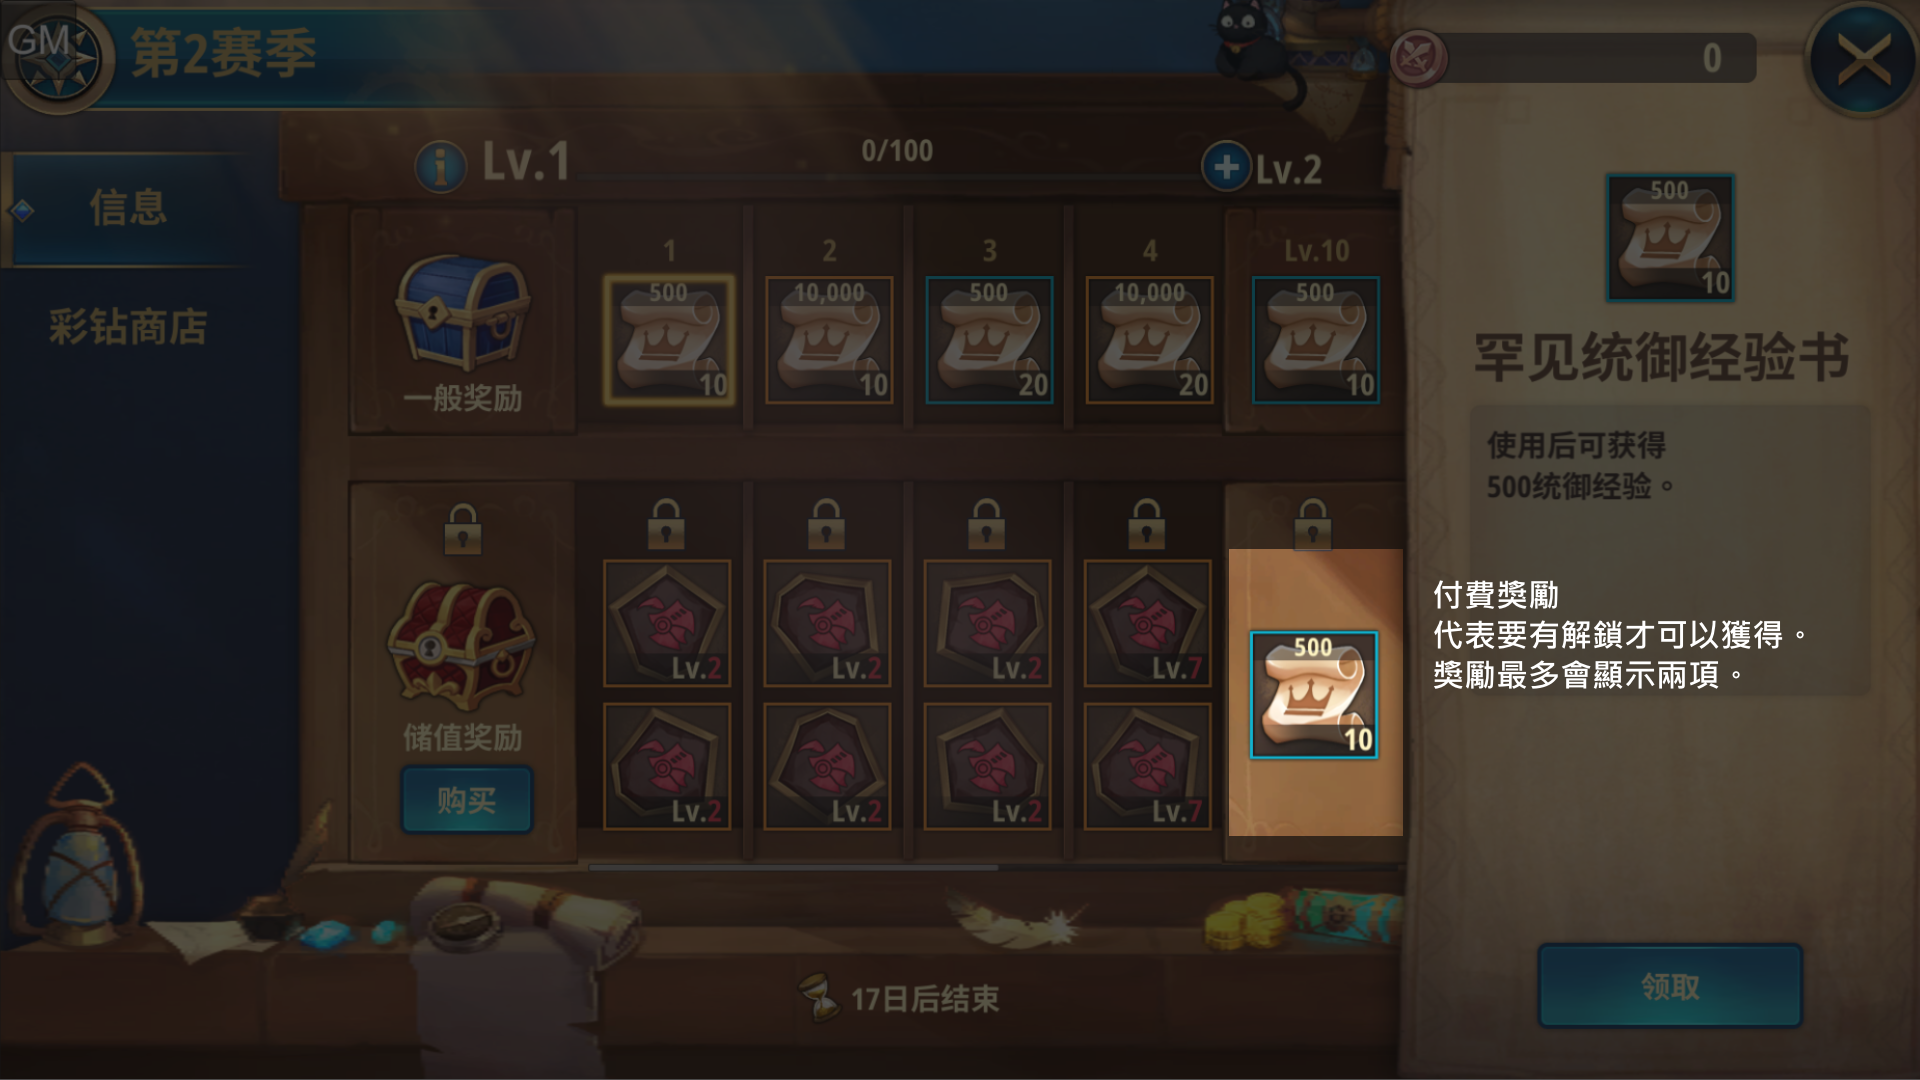 GM
第2赛季
0
Lv.1
0/100
Lv.2
信息
彩钻商店
1
2
3
4
Lv.10
500
10
10,000
10
500
20
10,000
20
500
10
一般奖励
500
10
罕见统御经验书
使用后可获得
500统御经验。
付費獎勵
代表要有解鎖才可以獲得。
獎勵最多會顯示兩項。
Lv.2
Lv.2
Lv.2
Lv.7
500
10
储值奖励
购买
Lv.2
Lv.2
Lv.2
Lv.7
17日后结束
领取